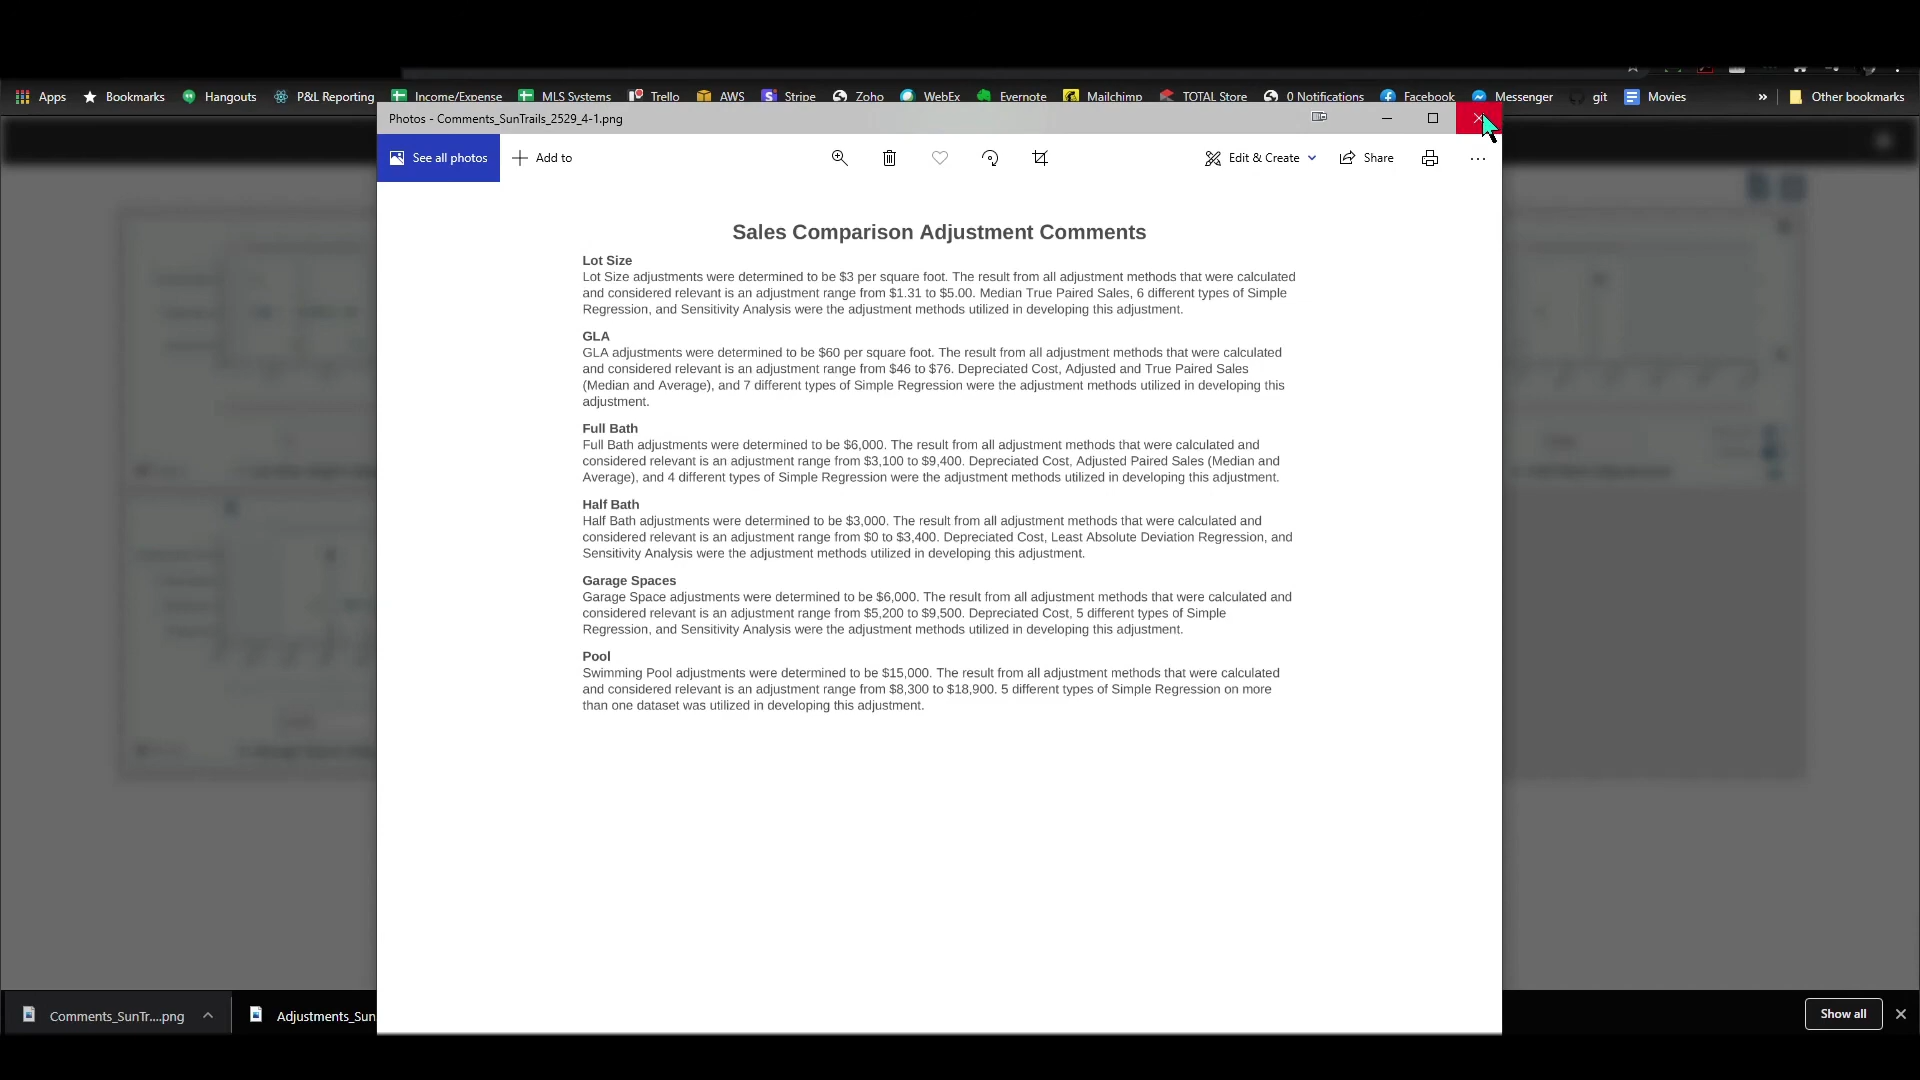 Apps Bookmarks Hangouts P&L Reporting Income/Expense MLS Systems Trello AWS Stripe Zoho WebEx Evernote Mailchimp TOTAL Store 0 Notifications Facebook Messenger git Movies » Other bookmarks
Photos - Comments_SunTrails_2529_4-1.png
See all photos Add to Edit & Create Share
Sales Comparison Adjustment Comments
Lot Size
Lot Size adjustments were determined to be $3 per square foot. The result from all adjustment methods that were calculated
and considered relevant is an adjustment range from $1.31 to $5.00. Median True Paired Sales, 6 different types of Simple
Regression, and Sensitivity Analysis were the adjustment methods utilized in developing this adjustment.
GLA
GLA adjustments were determined to be $60 per square foot. The result from all adjustment methods that were calculated
and considered relevant is an adjustment range from $46 to $76. Depreciated Cost, Adjusted and True Paired Sales
(Median and Average), and 7 different types of Simple Regression were the adjustment methods utilized in developing this
adjustment.
Full Bath
Full Bath adjustments were determined to be $6,000. The result from all adjustment methods that were calculated and
considered relevant is an adjustment range from $3,100 to $9,400. Depreciated Cost, Adjusted Paired Sales (Median and
Average), and 4 different types of Simple Regression were the adjustment methods utilized in developing this adjustment.
Half Bath
Half Bath adjustments were determined to be $3,000. The result from all adjustment methods that were calculated and
considered relevant is an adjustment range from $0 to $3,400. Depreciated Cost, Least Absolute Deviation Regression, and
Sensitivity Analysis were the adjustment methods utilized in developing this adjustment.
Garage Spaces
Garage Space adjustments were determined to be $6,000. The result from all adjustment methods that were calculated and
considered relevant is an adjustment range from $5,200 to $9,500. Depreciated Cost, 5 different types of Simple
Regression, and Sensitivity Analysis were the adjustment methods utilized in developing this adjustment.
Pool
Swimming Pool adjustments were determined to be $15,000. The result from all adjustment methods that were calculated
and considered relevant is an adjustment range from $8,300 to $18,900. 5 different types of Simple Regression on more
than one dataset was utilized in developing this adjustment.
Comments_SunTr....png Adjustments_Sun Show all